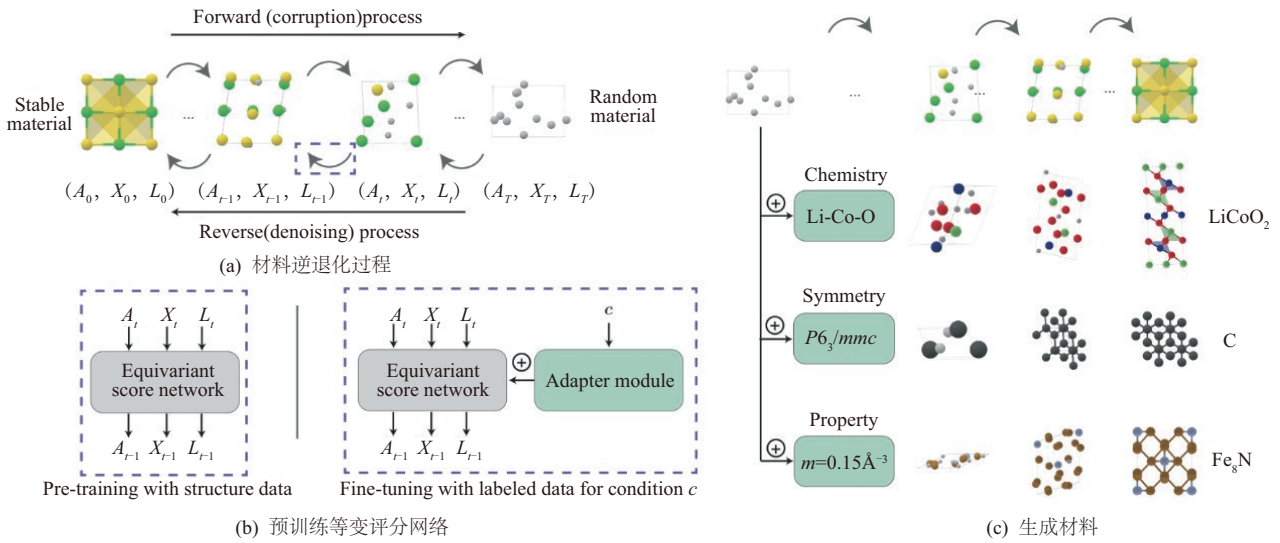 Forward (corruption)process
Stable
material
...
...
...
Random
material
(A₀, X₀, L₀)
(Aₜ₋₁, Xₜ₋₁, Lₜ₋₁)
(Aₜ, Xₜ, Lₜ)
(A_T, X_T, L_T)
Reverse(denoising) process
(a) 材料逆退化过程
Aₜ Xₜ Lₜ
Equivariant
score network
Aₜ₋₁ Xₜ₋₁ Lₜ₋₁
Pre-training with structure data
Aₜ Xₜ Lₜ
c
Equivariant
score network
+
Adapter module
Aₜ₋₁ Xₜ₋₁ Lₜ₋₁
Fine-tuning with labeled data for condition c
(b) 预训练等变评分网络
...
...
...
Chemistry
+
Li-Co-O
LiCoO₂
Symmetry
+
P6₃/mmc
C
Property
+
m=0.15Å⁻³
Fe₈N
(c) 生成材料